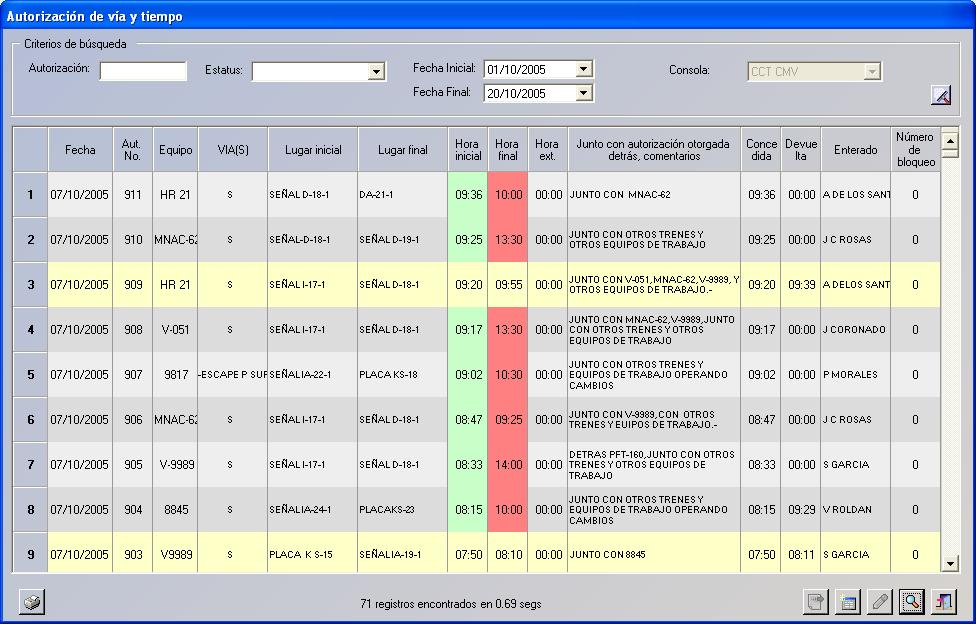 Autorización de vía y tiempo
Criterios de búsqueda
Autorización: Estatus: Fecha Inicial: 01/10/2005 Consola: CCT CMV
Fecha Final: 20/10/2005
Fecha Aut. No. Equipo VIA(S) Lugar inicial Lugar final Hora inicial Hora final Hora ext. Junto con autorización otorgada detrás, comentarios Conce dida Devue lta Enterado Número de bloqueo
1 07/10/2005 911 HR 21 S SEÑAL D-18-1 DA-21-1 09:36 10:00 00:00 JUNTO CON MNAC-62 09:36 00:00 A DE LOS SANT 0
2 07/10/2005 910 MNAC-62 S SEÑAL-D-18-1 SEÑAL D-19-1 09:25 13:30 00:00 JUNTO CON OTROS TRENES Y OTROS EQUIPOS DE TRABAJO 09:25 00:00 J C ROSAS 0
3 07/10/2005 909 HR 21 S SEÑAL I-17-1 SEÑAL D-18-1 09:20 09:55 00:00 JUNTO CON V-051,MNAC-62,V-9989, Y OTROS EQUIPOS DE TRABAJO.- 09:20 09:39 A DELOS SANT 0
4 07/10/2005 908 V-051 S SEÑAL I-17-1 SEÑAL D-18-1 09:17 13:30 00:00 JUNTO CON MNAC-62,V-9989,JUNTO CON OTROS TRENES Y OTROS EQUIPOS DE TRABAJO 09:17 00:00 J CORONADO 0
5 07/10/2005 907 9817 -ESCAPE P SUF SEÑALIA-22-1 PLACA KS-18 09:02 10:30 00:00 JUNTO CON OTROS TRENES Y EQUIPOS DE TRABAJO OPERANDO CAMBIOS 09:02 00:00 P MORALES 0
6 07/10/2005 906 MNAC-62 S SEÑAL I-17-1 SEÑAL D-18-1 08:47 09:25 00:00 JUNTO CON V-9989,CON OTROS TRENES Y EUIPOS DE TRABAJO.- 08:47 00:00 J C ROSAS 0
7 07/10/2005 905 V-9989 S SEÑAL I-17-1 SEÑAL D-18-1 08:33 14:00 00:00 DETRAS PFT-160,JUNTO CON OTROS TRENES Y OTROS EQUIPOS DE TRABAJO 08:33 00:00 S GARCIA 0
8 07/10/2005 904 8845 S SEÑALIA-24-1 PLACAKS-23 08:15 10:00 00:00 JUNTO CON OTROS TRENES Y EQUIPOS DE TRABAJO OPERANDO CAMBIOS 08:15 09:29 V ROLDAN 0
9 07/10/2005 903 V9989 S PLACA K S-15 SEÑALIA-19-1 07:50 08:10 00:00 JUNTO CON 8845 07:50 08:11 S GARCIA 0
71 registros encontrados en 0.69 segs